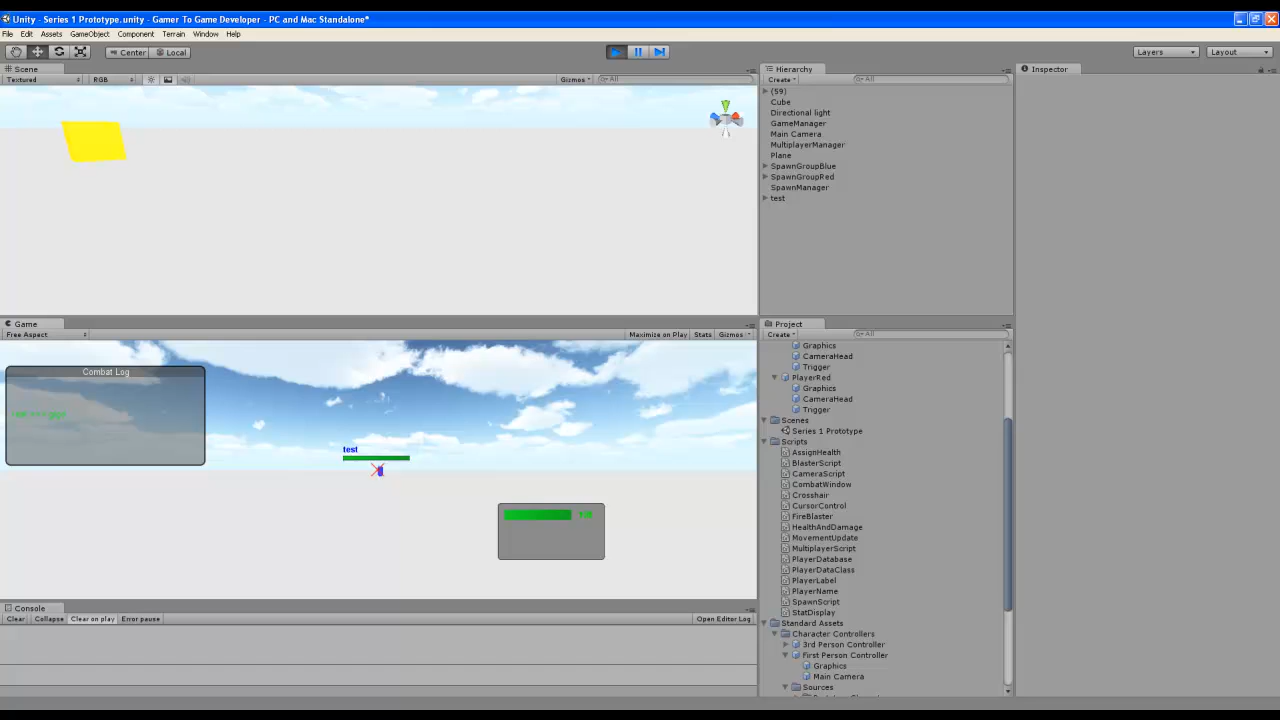 Unity - Series 1 Prototype.unity - Gamer To Game Developer - PC and Mac Standalone*
File Edit Assets GameObject Component Terrain Window Help
Center Local
Layers Layout
Scene
Textured RGB Gizmos All
Hierarchy
Create All
(59)
Cube
Directional light
GameManager
Main Camera
MultiplayerManager
Plane
SpawnGroupBlue
SpawnGroupRed
SpawnManager
test
Inspector
Game
Free Aspect Maximize on Play Stats Gizmos
Combat Log
test
Console
Clear Collapse Clear on play Error pause Open Editor Log
Project
Create All
Graphics
CameraHead
Trigger
PlayerRed
Graphics
CameraHead
Trigger
Scenes
Series 1 Prototype
Scripts
AssignHealth
BlasterScript
CameraScript
CombatWindow
Crosshair
CursorControl
FireBlaster
HealthAndDamage
MovementUpdate
MultiplayerScript
PlayerDatabase
PlayerDataClass
PlayerLabel
PlayerName
SpawnScript
StatDisplay
Standard Assets
Character Controllers
3rd Person Controller
First Person Controller
Graphics
Main Camera
Sources